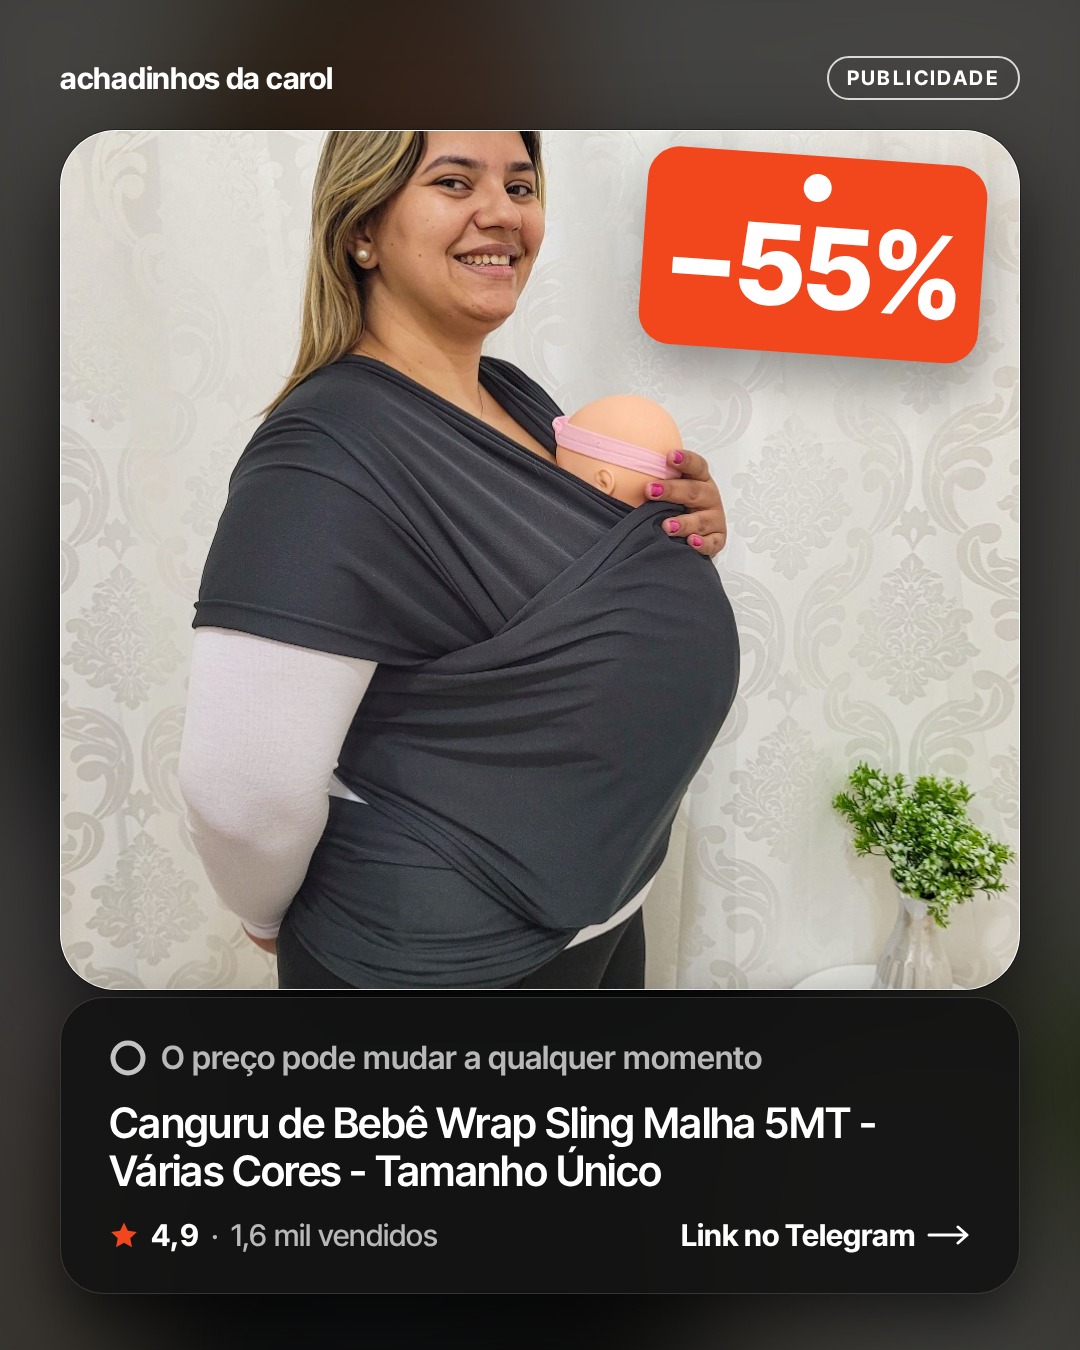 achadinhos da carol
PUBLICIDADE
–55%
O preço pode mudar a qualquer momento
Canguru de Bebê Wrap Sling Malha 5MT -
Várias Cores - Tamanho Único
4,9 · 1,6 mil vendidos
Link no Telegram →